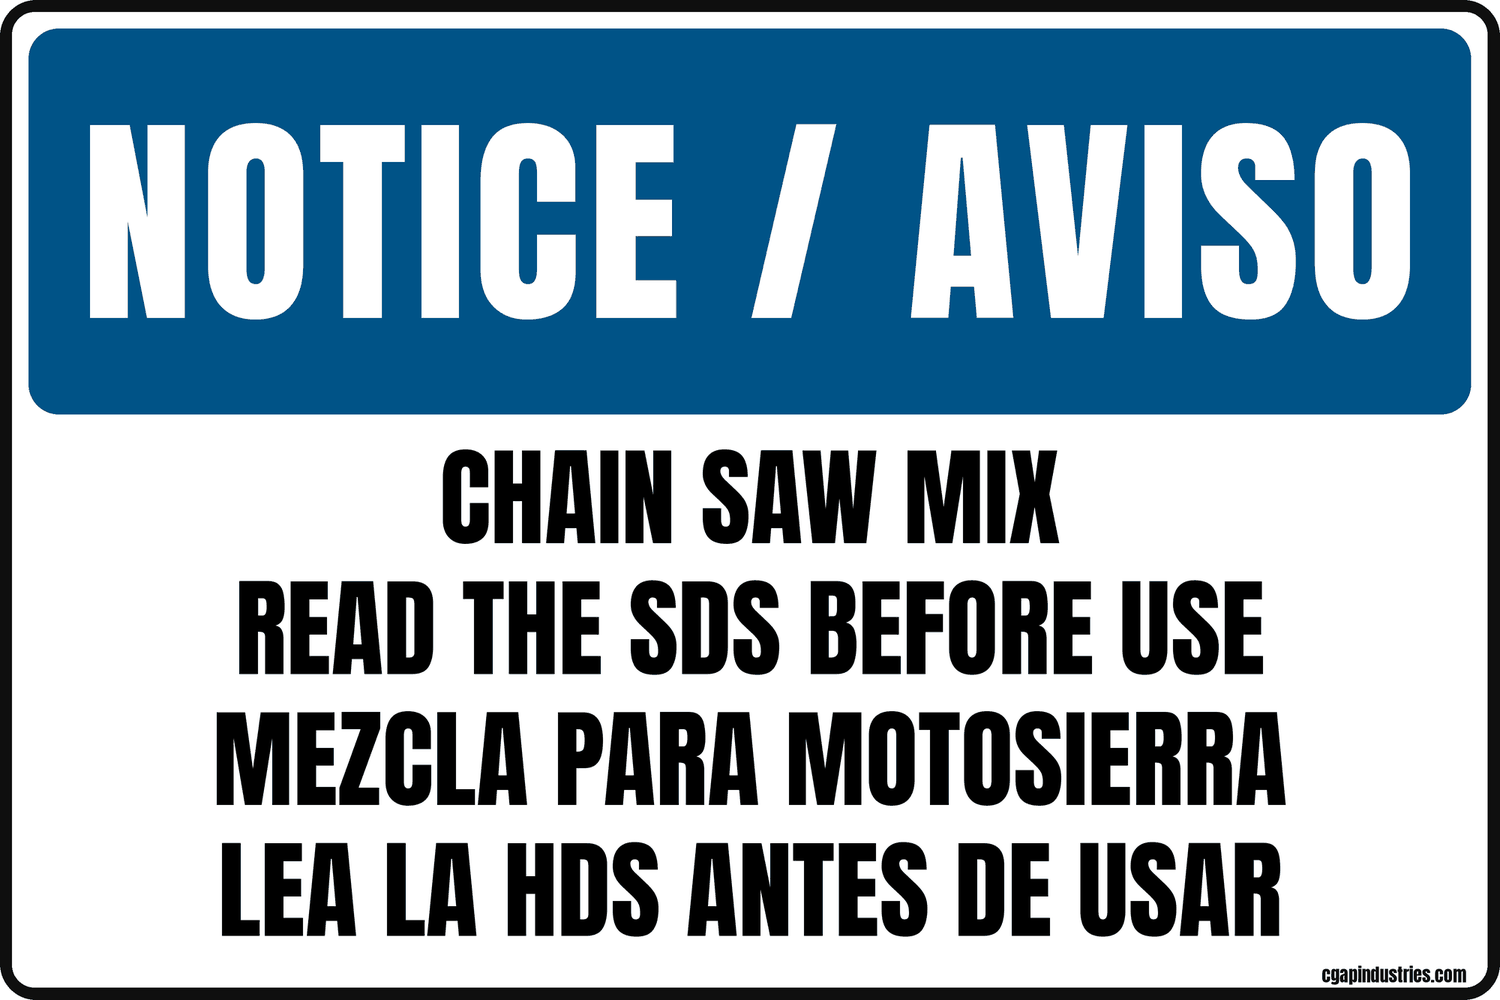 NOTICE / AVISO
CHAIN SAW MIX
READ THE SDS BEFORE USE
MEZCLA PARA MOTOSIERRA
LEA LA HDS ANTES DE USAR
cgapindustries.com